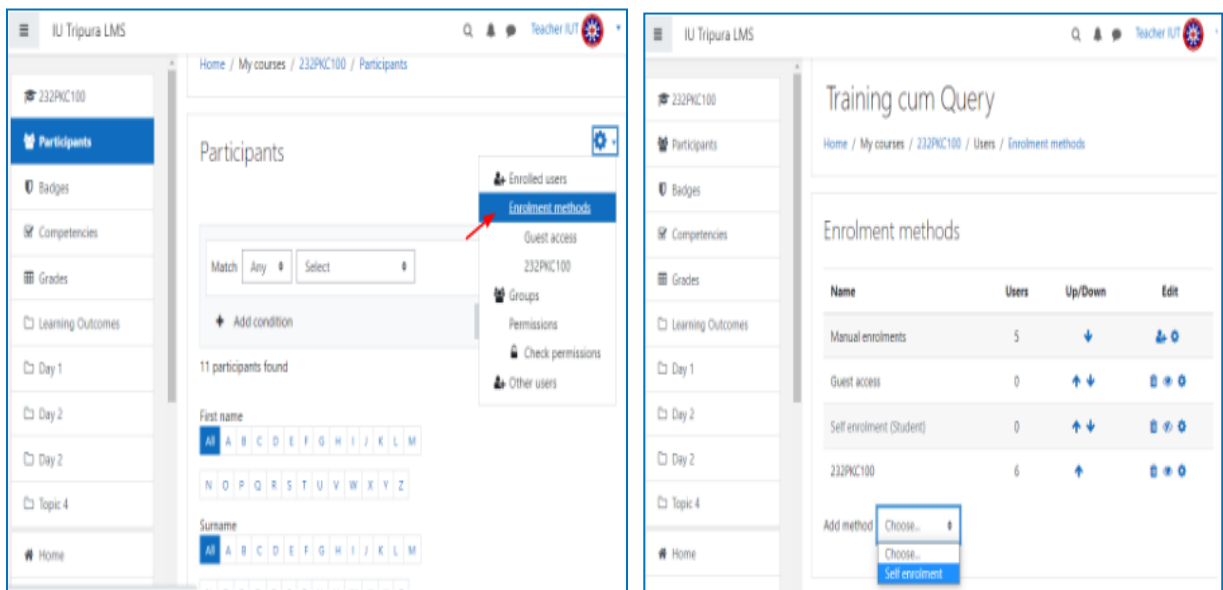 IU Tripura LMS
Teacher IUT
232PKC100
Participants
Badges
Competencies
Grades
Learning Outcomes
Day 1
Day 2
Day 2
Topic 4
Home
Home / My courses / 232PKC100 / Participants
Participants
Enrolled users
Enrolment methods
Guest access
232PKC100
Groups
Permissions
Check permissions
Other users
Match Any Select
Add condition
11 participants found
First name
All A B C D E F G H I J K L M
N O P Q R S T U V W X Y Z
Surname
All A B C D E F G H I J K L M
IU Tripura LMS
Teacher IUT
232PKC100
Participants
Badges
Competencies
Grades
Learning Outcomes
Day 1
Day 2
Day 2
Topic 4
Home
Training cum Query
Home / My courses / 232PKC100 / Users / Enrolment methods
Enrolment methods
Name Users Up/Down Edit
Manual enrolments 5
Guest access 0
Self enrolment (Student) 0
232PKC100 6
Add method Choose...
Choose...
Self enrolment